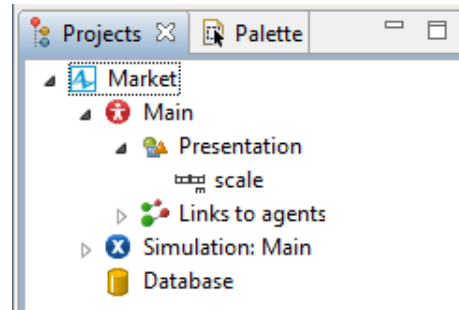 Projects Palette
Market
Main
Presentation
scale
Links to agents
Simulation: Main
Database